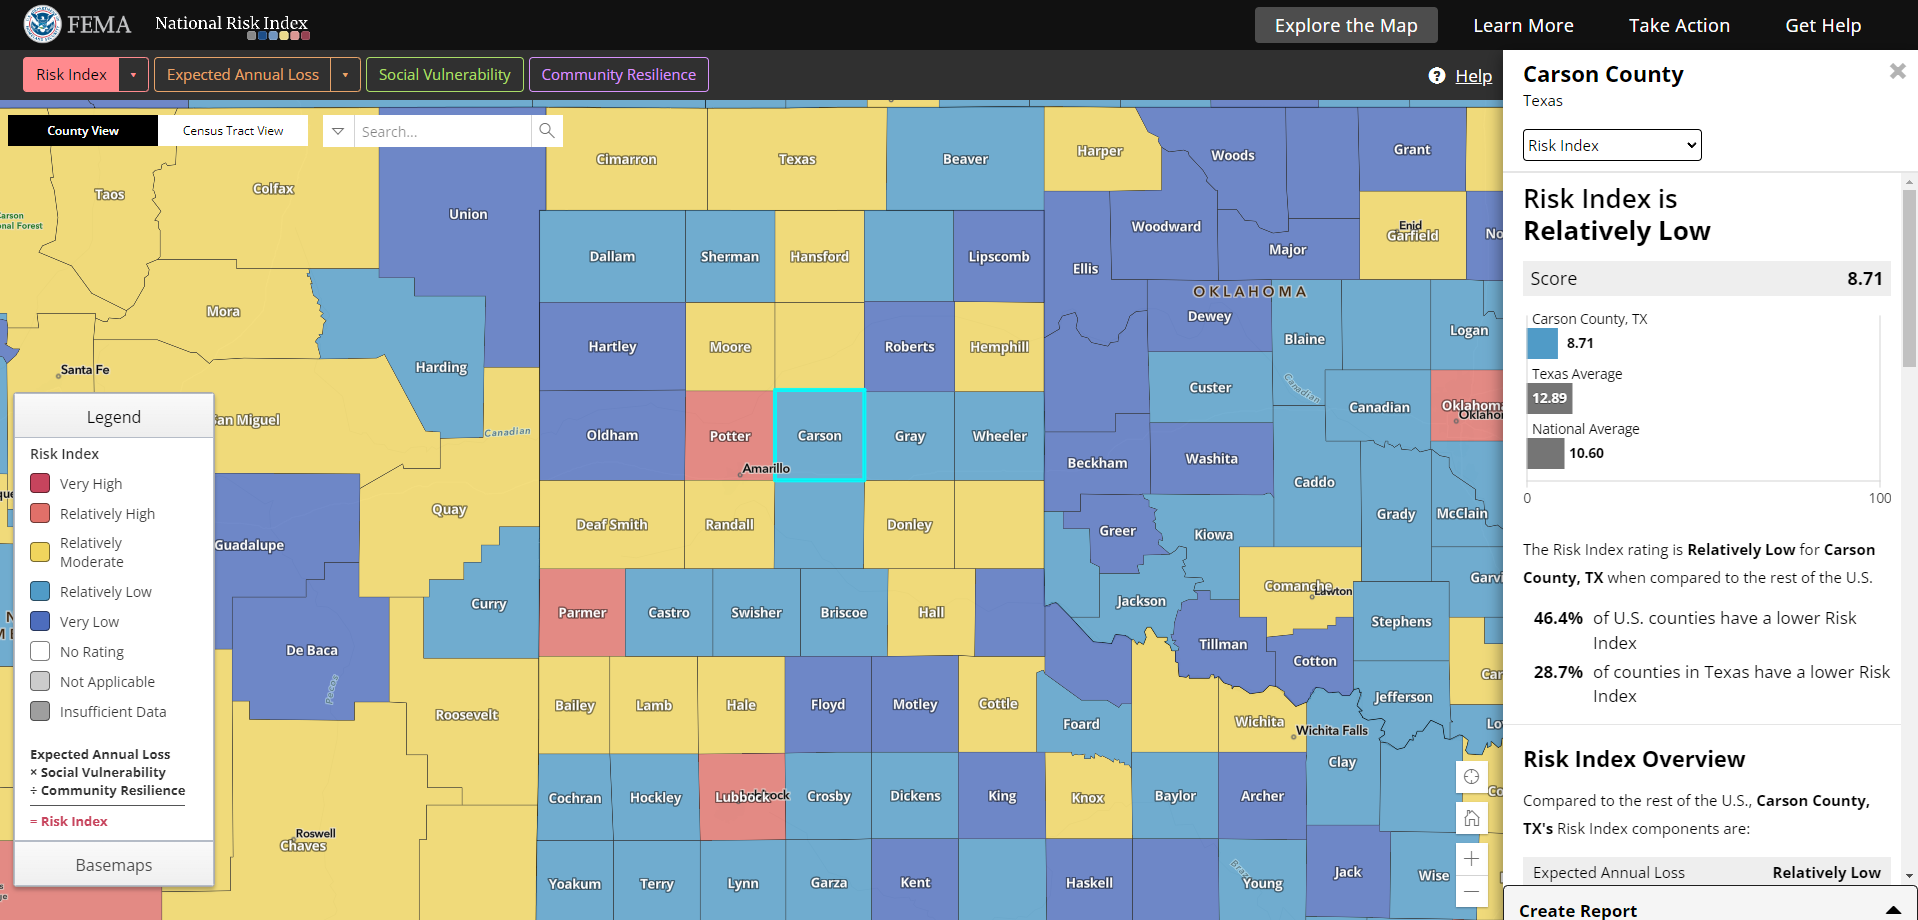 FEMA
National Risk Index
Explore the Map
Learn More
Take Action
Get Help
Risk Index
Expected Annual Loss
Social Vulnerability
Community Resilience
? Help
County View
Census Tract View
Search...
Taos
Colfax
Union
Cimarron
Texas
Beaver
Harper
Woods
Grant
Woodward
Enid
Garfield
No
Major
Dallam
Sherman
Hansford
Lipscomb
Ellis
OKLAHOMA
Dewey
Blaine
Logan
Mora
Harding
Hartley
Moore
Roberts
Hemphill
Santa Fe
Custer
Canadian
Canadian
Oklahom
Oklaho
San Miguel
Canadian
Oldham
Potter
Carson
Gray
Wheeler
Amarillo
Beckham
Washita
Caddo
Quay
Deaf Smith
Randall
Donley
Greer
Kiowa
Grady
McClain
Guadalupe
Curry
Parmer
Castro
Swisher
Briscoe
Hall
Jackson
Comanche
Lawton
Garvi
Stephens
De Baca
Pecos
Tillman
Cotton
Jefferson
Car
Roosevelt
Bailey
Lamb
Hale
Floyd
Motley
Cottle
Foard
Wichita
Wichita Falls
Lo
Clay
Cochran
Hockley
Lubbock
Crosby
Dickens
King
Knox
Baylor
Archer
Co
Roswell
Chaves
Yoakum
Terry
Lynn
Garza
Kent
Haskell
Young
Jack
Wise
Legend
Risk Index
Very High
Relatively High
Relatively
Moderate
Relatively Low
Very Low
No Rating
Not Applicable
Insufficient Data
Expected Annual Loss
× Social Vulnerability
÷ Community Resilience
= Risk Index
Basemaps
Carson County
Texas
Risk Index
Risk Index is
Relatively Low
Score 8.71
Carson County, TX
8.71
Texas Average
12.89
National Average
10.60
0 100
The Risk Index rating is Relatively Low for Carson
County, TX when compared to the rest of the U.S.
46.4% of U.S. counties have a lower Risk
Index
28.7% of counties in Texas have a lower Risk
Index
Risk Index Overview
Compared to the rest of the U.S., Carson County,
TX's Risk Index components are:
Expected Annual Loss Relatively Low
Create Report